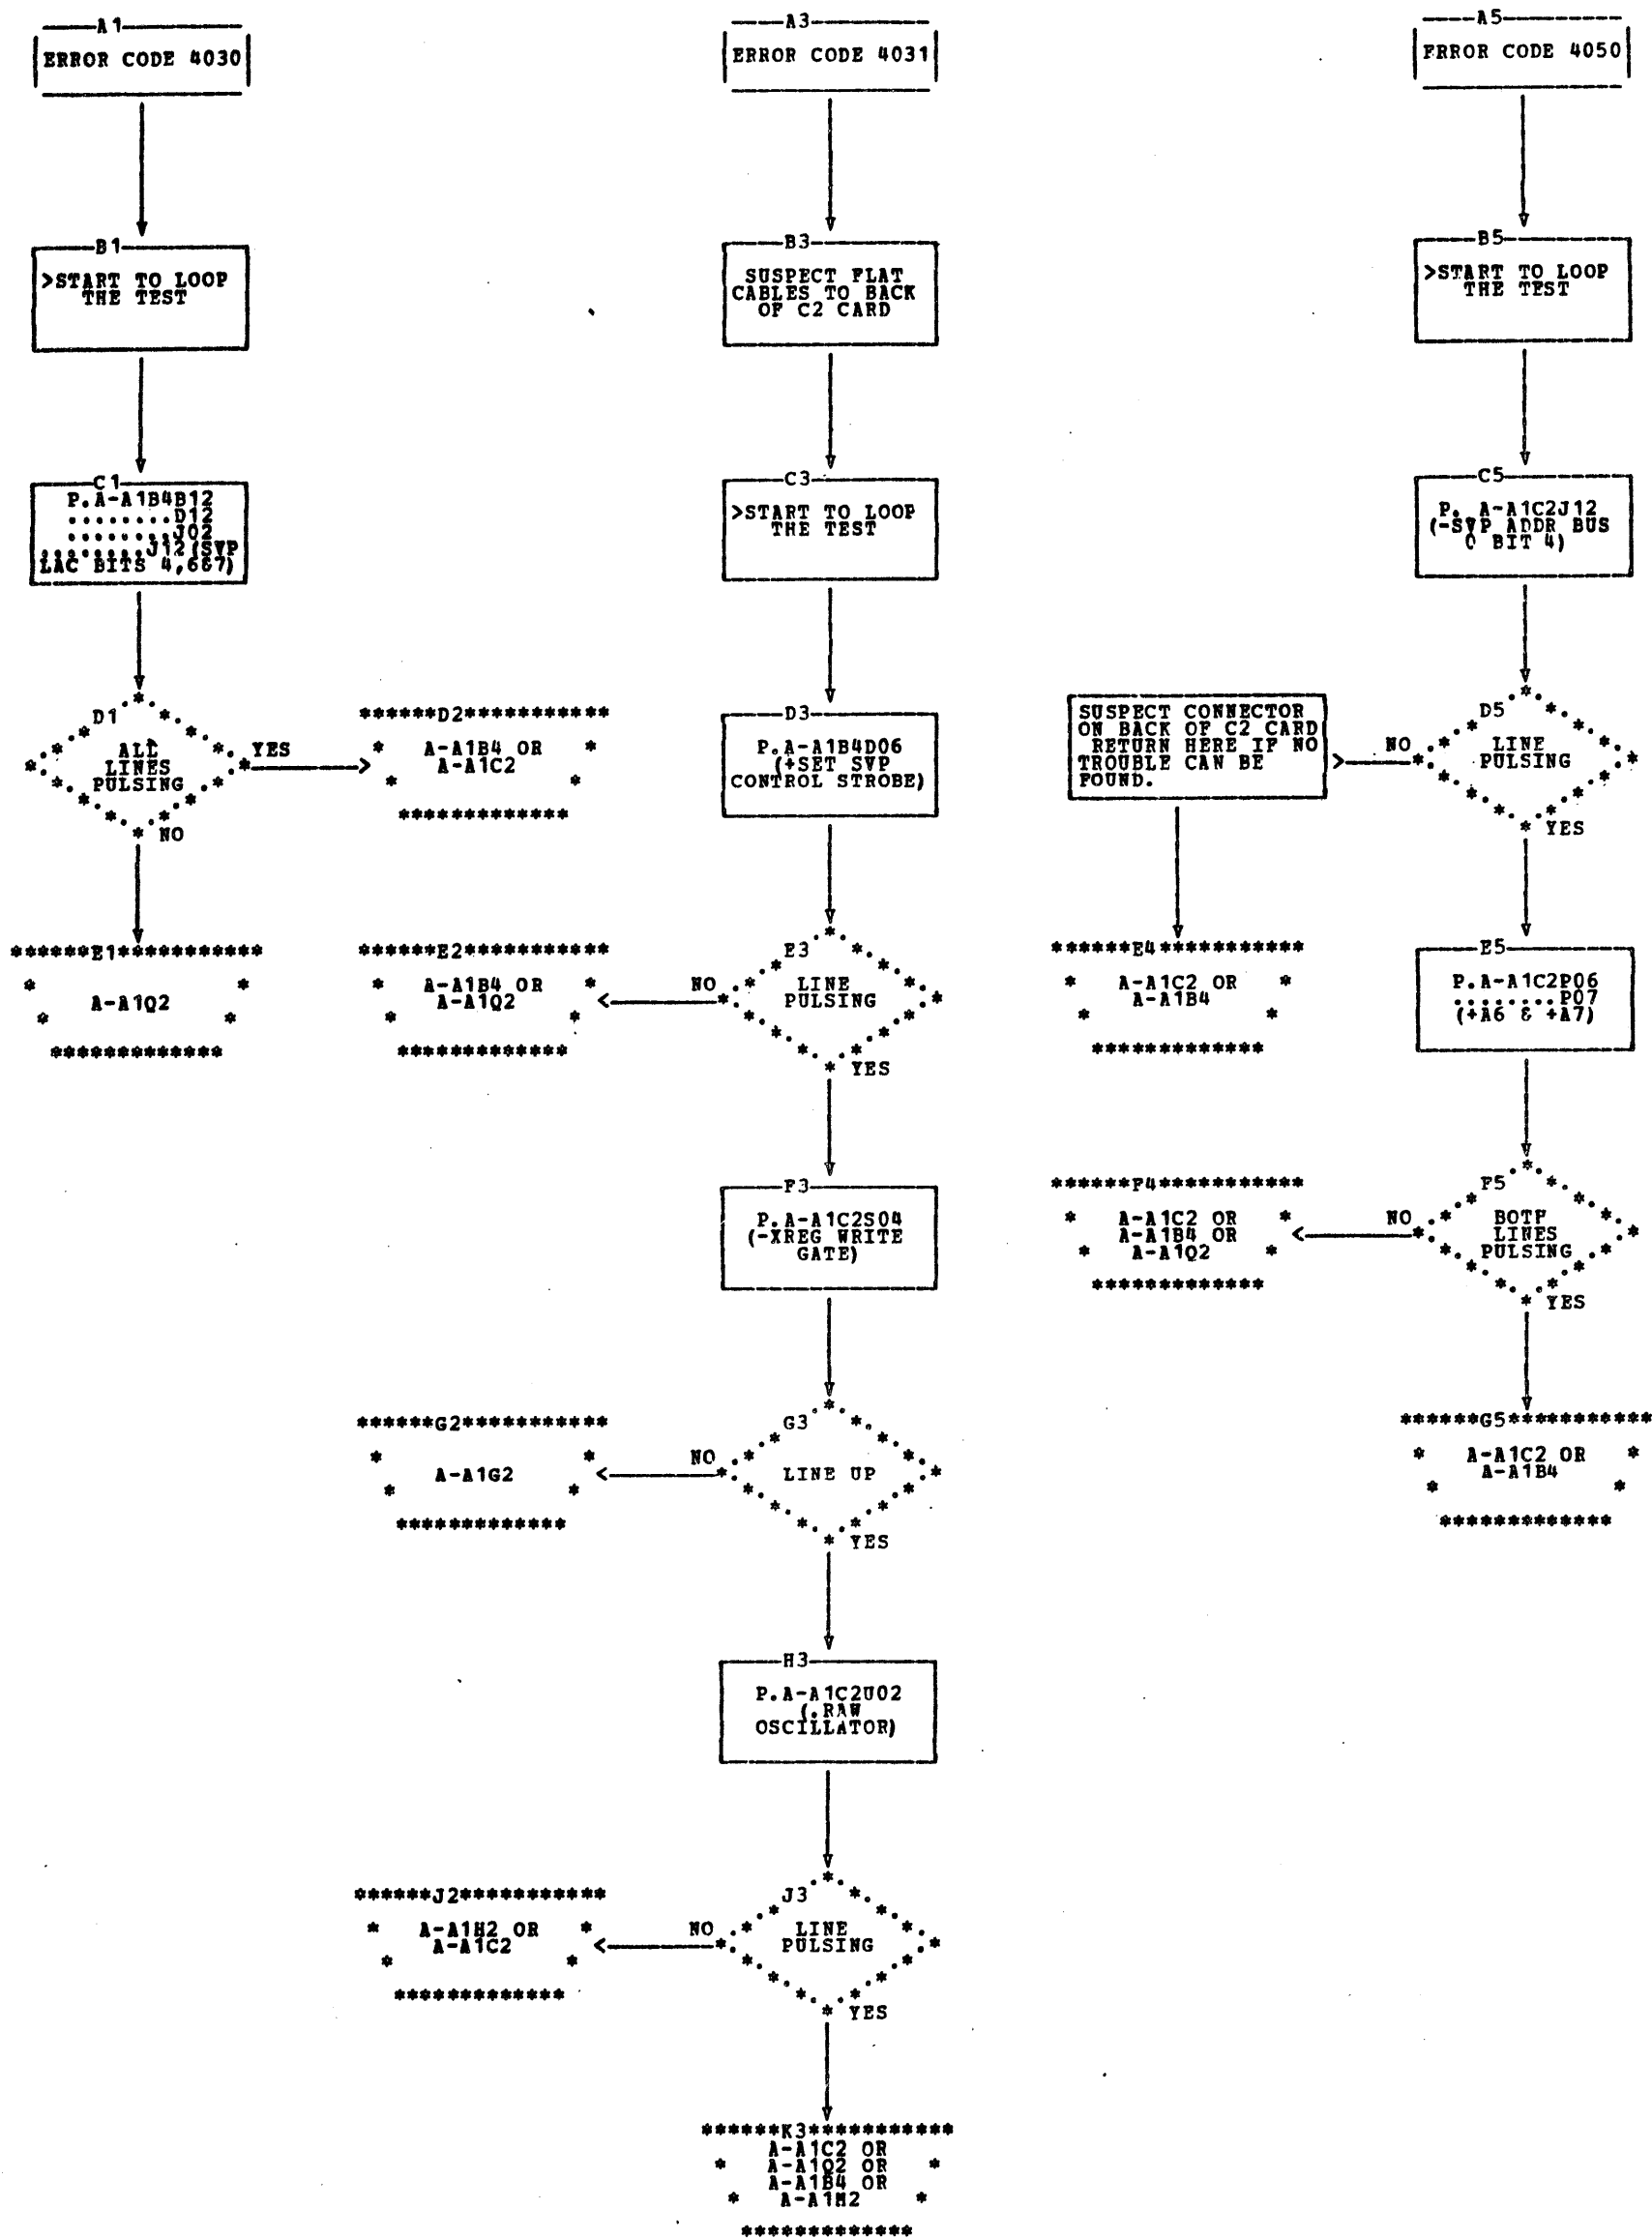 A1
ERROR CODE 4030
B1
>START TO LOOP
THE TEST
C1
P.A-A1B4B12
........D12
........J02
........J12(SVP
LAC BITS 4,6&7)
D1
ALL
LINES
PULSING
YES
NO
******D2***********
* A-A1B4 OR *
A-A1C2
* *
*************
******E1***********
* *
A-A1Q2
* *
*************
A3
ERROR CODE 4031
B3
SUSPECT FLAT
CABLES TO BACK
OF C2 CARD
C3
>START TO LOOP
THE TEST
D3
P.A-A1B4D06
(+SET SVP
CONTROL STROBE)
E3
LINE
PULSING
NO
YES
******E2***********
* A-A1B4 OR *
A-A1Q2
* *
*************
F3
P.A-A1C2S04
(-XREG WRITE
GATE)
G3
LINE UP
NO
YES
******G2***********
* *
A-A1G2
* *
*************
H3
P.A-A1C2U02
(.RAW
OSCILLATOR)
J3
LINE
PULSING
NO
YES
******J2***********
* A-A1H2 OR *
A-A1C2
* *
*************
******K3***********
A-A1C2 OR
* A-A1Q2 OR *
A-A1B4 OR
* A-A1M2 *
*************
A5
ERROR CODE 4050
B5
>START TO LOOP
THE TEST
C5
P. A-A1C2J12
(-SVP ADDR BUS
0 BIT 4)
D5
LINE
PULSING
NO
YES
SUSPECT CONNECTOR
ON BACK OF C2 CARD
RETURN HERE IF NO
TROUBLE CAN BE
FOUND.
******E4***********
* A-A1C2 OR *
A-A1B4
* *
*************
E5
P.A-A1C2P06
........P07
(+A6 & +A7)
F5
BOTH
LINES
PULSING
NO
YES
******F4***********
* A-A1C2 OR *
A-A1B4 OR
* A-A1Q2 *
*************
******G5***********
* A-A1C2 OR *
A-A1B4
* *
*************